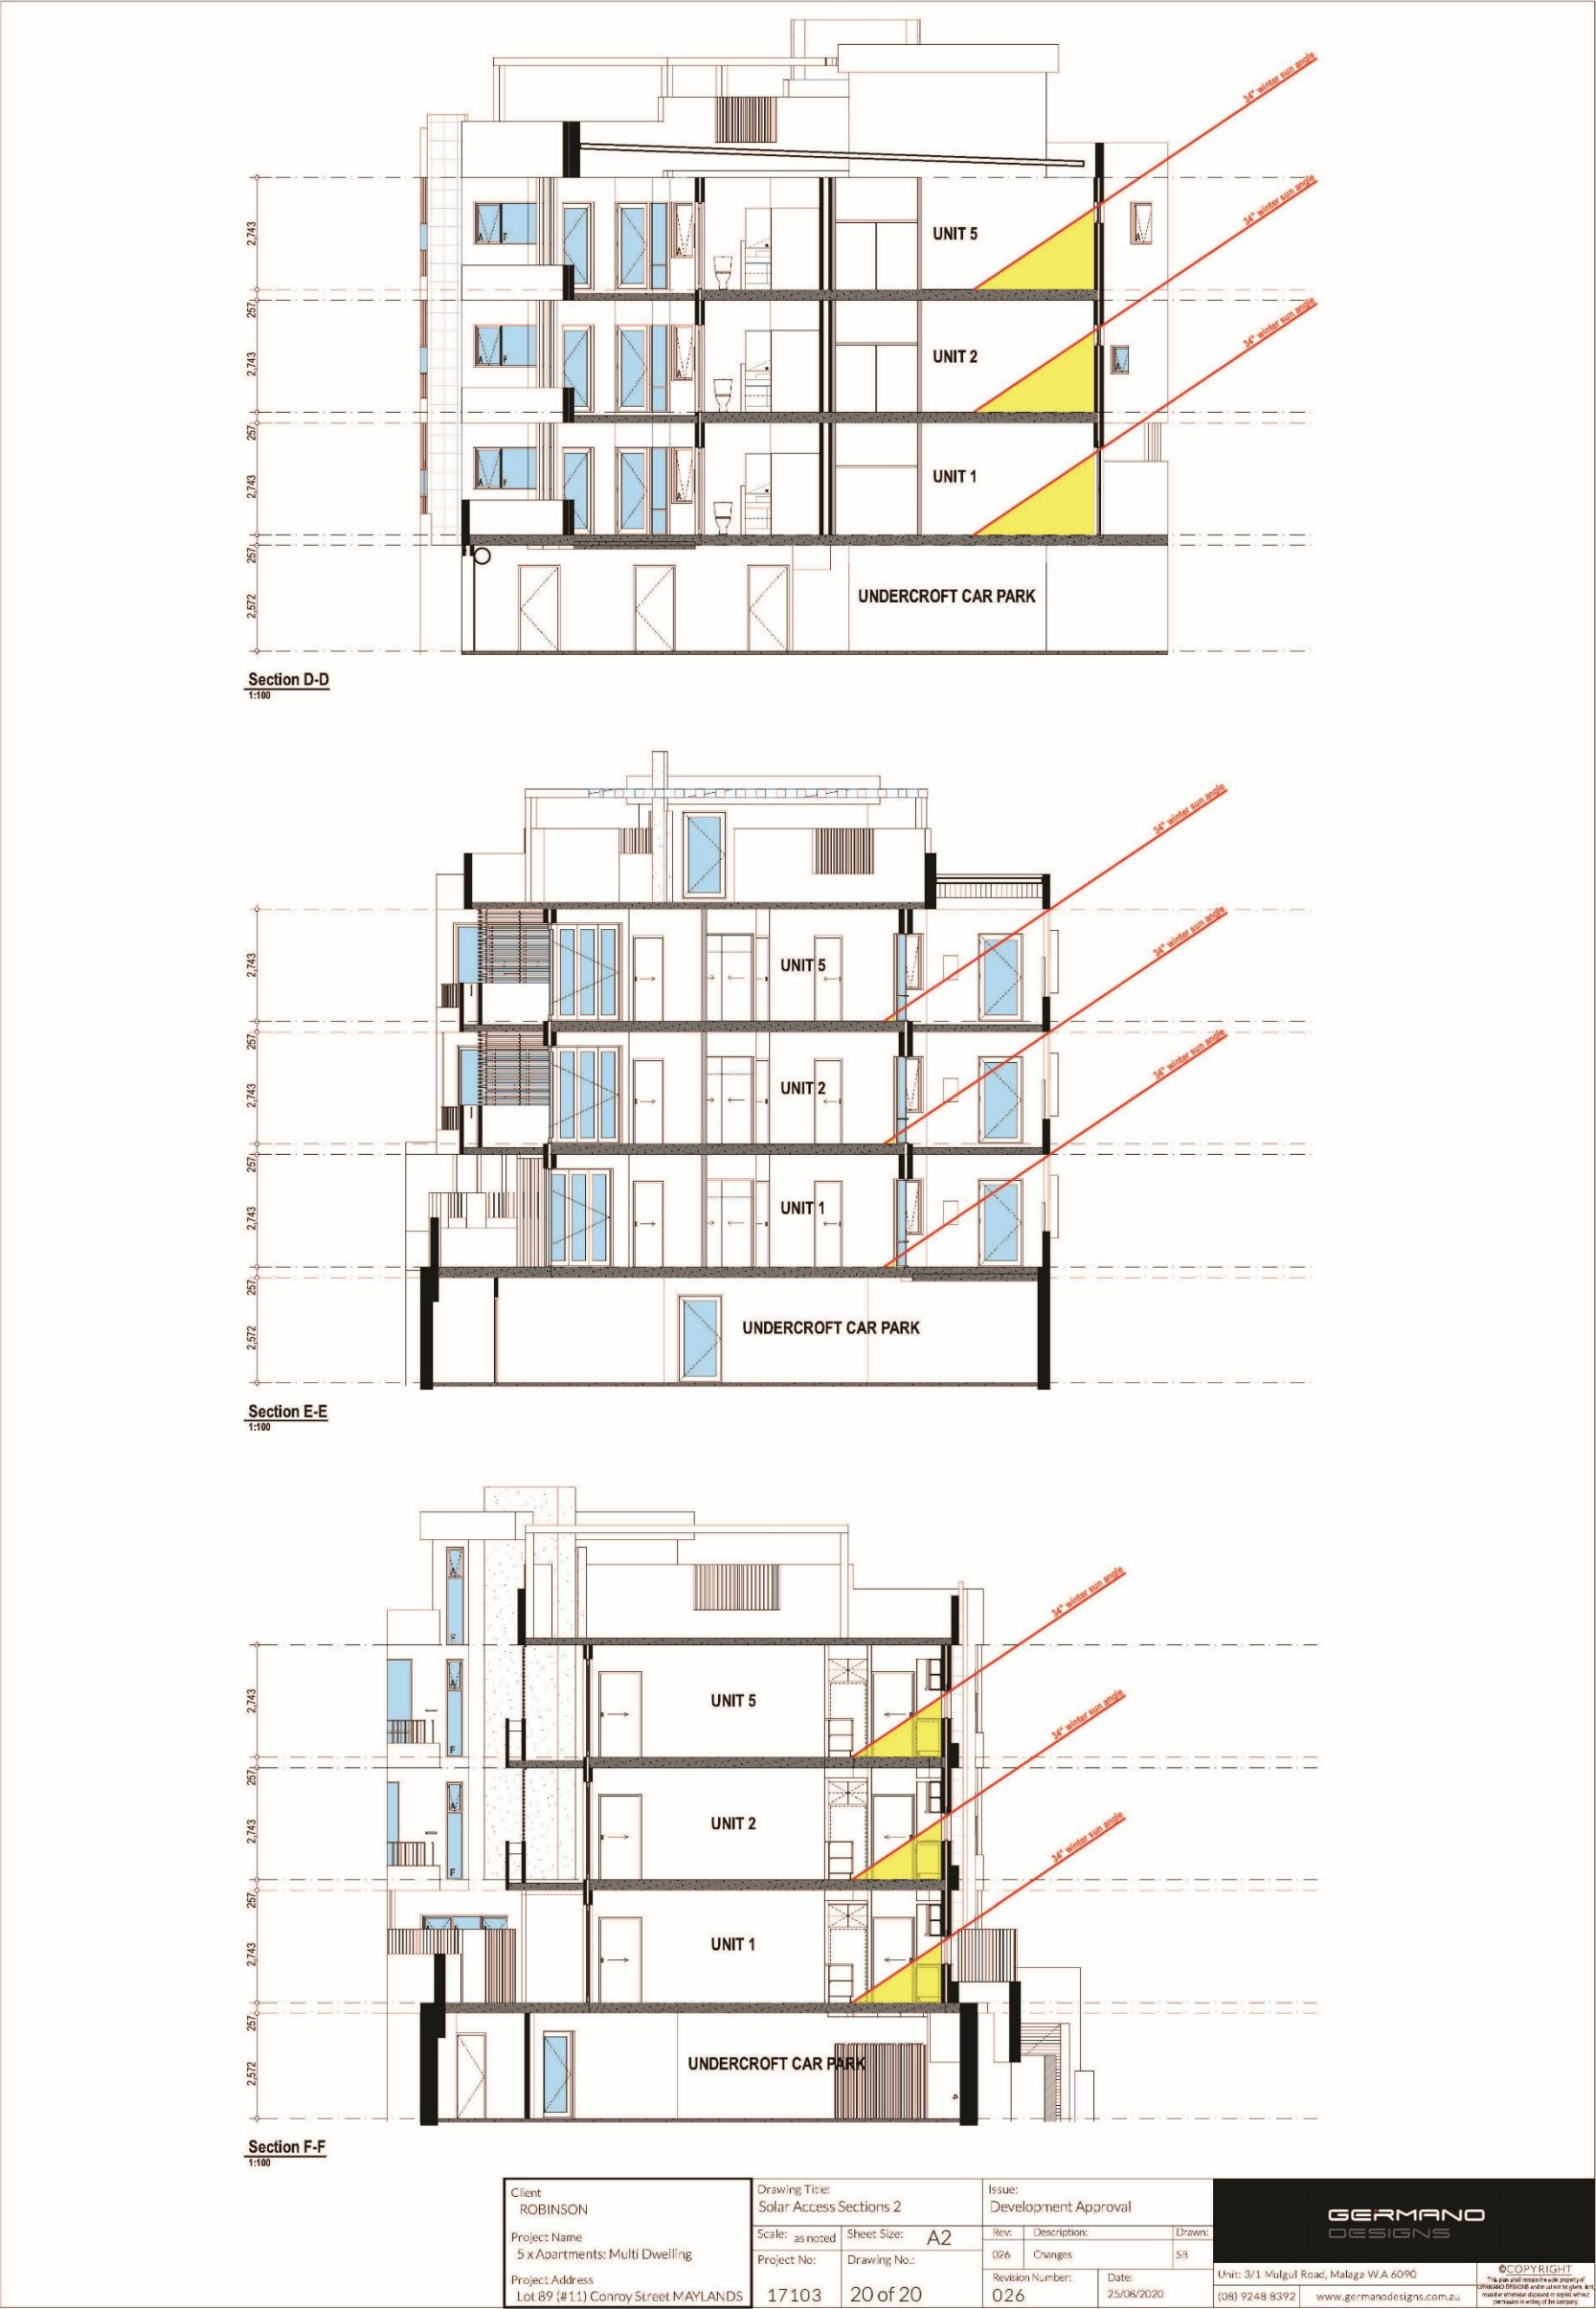 34° winter sun angle
34° winter sun angle
34° winter sun angle
2,743
257
2,743
257
2,743
257
2,572
A F
A
A
UNIT 5
A F
A
UNIT 2
A F
A
UNIT 1
UNDERCROFT CAR PARK
Section D-D
1:100
34° winter sun angle
34° winter sun angle
34° winter sun angle
2,743
257
2,743
257
2,743
257
2,572
UNIT 5
UNIT 2
UNIT 1
UNDERCROFT CAR PARK
Section E-E
1:100
34° winter sun angle
34° winter sun angle
34° winter sun angle
2,743
257
2,743
257
2,743
257
2,572
A
F
A
F
A
F
UNIT 5
UNIT 2
UNIT 1
UNDERCROFT CAR PARK
Section F-F
1:100
Client
ROBINSON
Project Name
5 x Apartments: Multi Dwelling
Project Address
Lot 89 (#11) Conroy Street MAYLANDS
Drawing Title:
Solar Access Sections 2
Scale: as noted
Sheet Size: A2
Project No:
17103
Drawing No.:
20 of 20
Issue:
Development Approval
Rev: Description: Drawn:
026 Changes SB
Revision Number:
026
Date:
25/08/2020
GERMANO
DESIGNS
Unit: 3/1 Mulgul Road, Malaga W.A 6090
(08) 9248 8392 www.germanodesigns.com.au
©COPYRIGHT